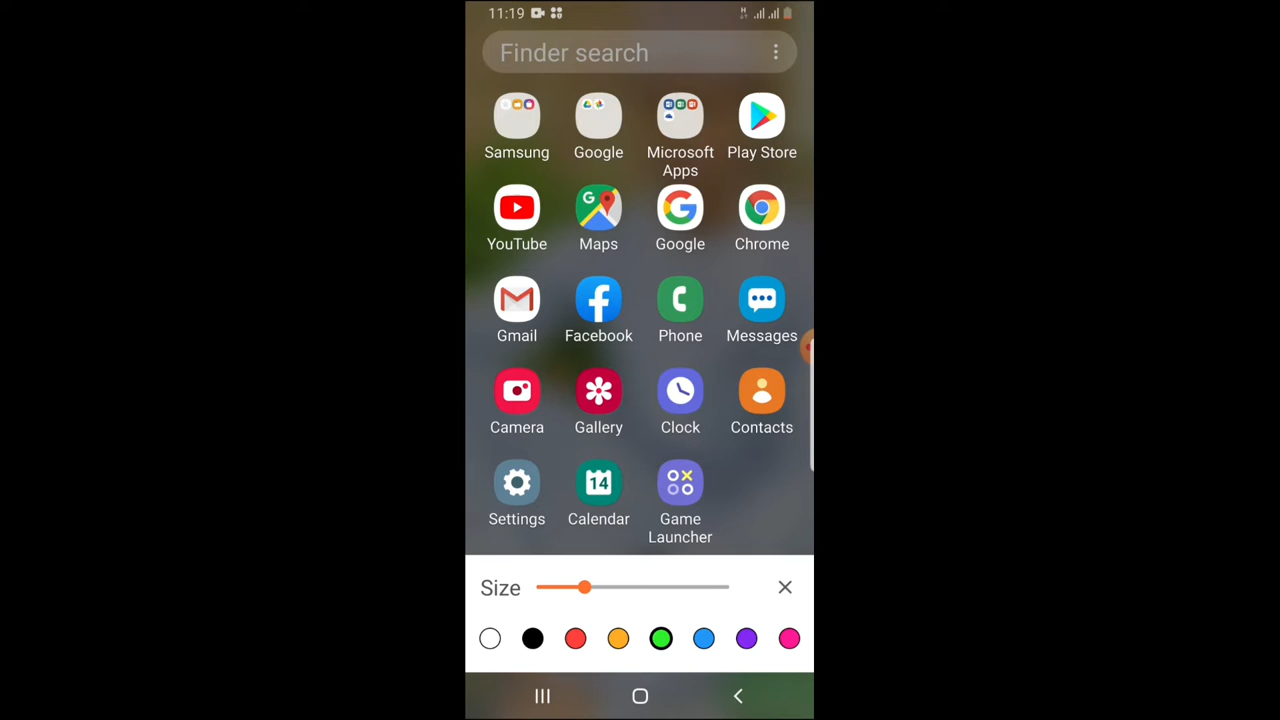 11:19
Finder search
Samsung Google Microsoft Apps Play Store
YouTube Maps Google Chrome
Gmail Facebook Phone Messages
Camera Gallery Clock Contacts
14
Settings Calendar Game Launcher
Size